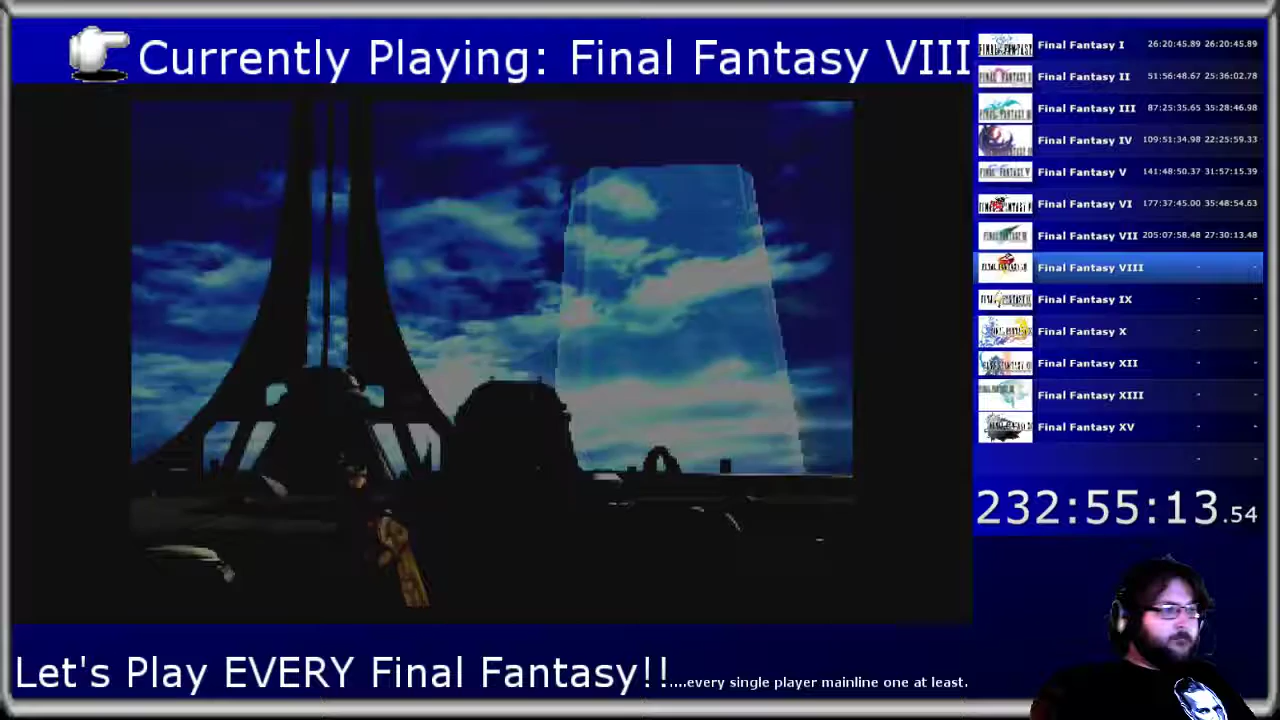 Currently Playing: Final Fantasy VIII
Final Fantasy I 26:20:45.89 26:20:45.89
Final Fantasy II 51:56:48.67 25:36:02.78
Final Fantasy III 87:25:35.65 35:28:46.98
Final Fantasy IV 109:51:34.98 22:25:59.33
Final Fantasy V 141:48:50.37 31:57:15.39
Final Fantasy VI 177:37:45.00 35:48:54.63
Final Fantasy VII 205:07:58.48 27:30:13.48
Final Fantasy VIII - -
Final Fantasy IX - -
Final Fantasy X - -
Final Fantasy XII - -
Final Fantasy XIII - -
Final Fantasy XV - -
- -
232:55:13.54
Let's Play EVERY Final Fantasy!!....every single player mainline one at least.